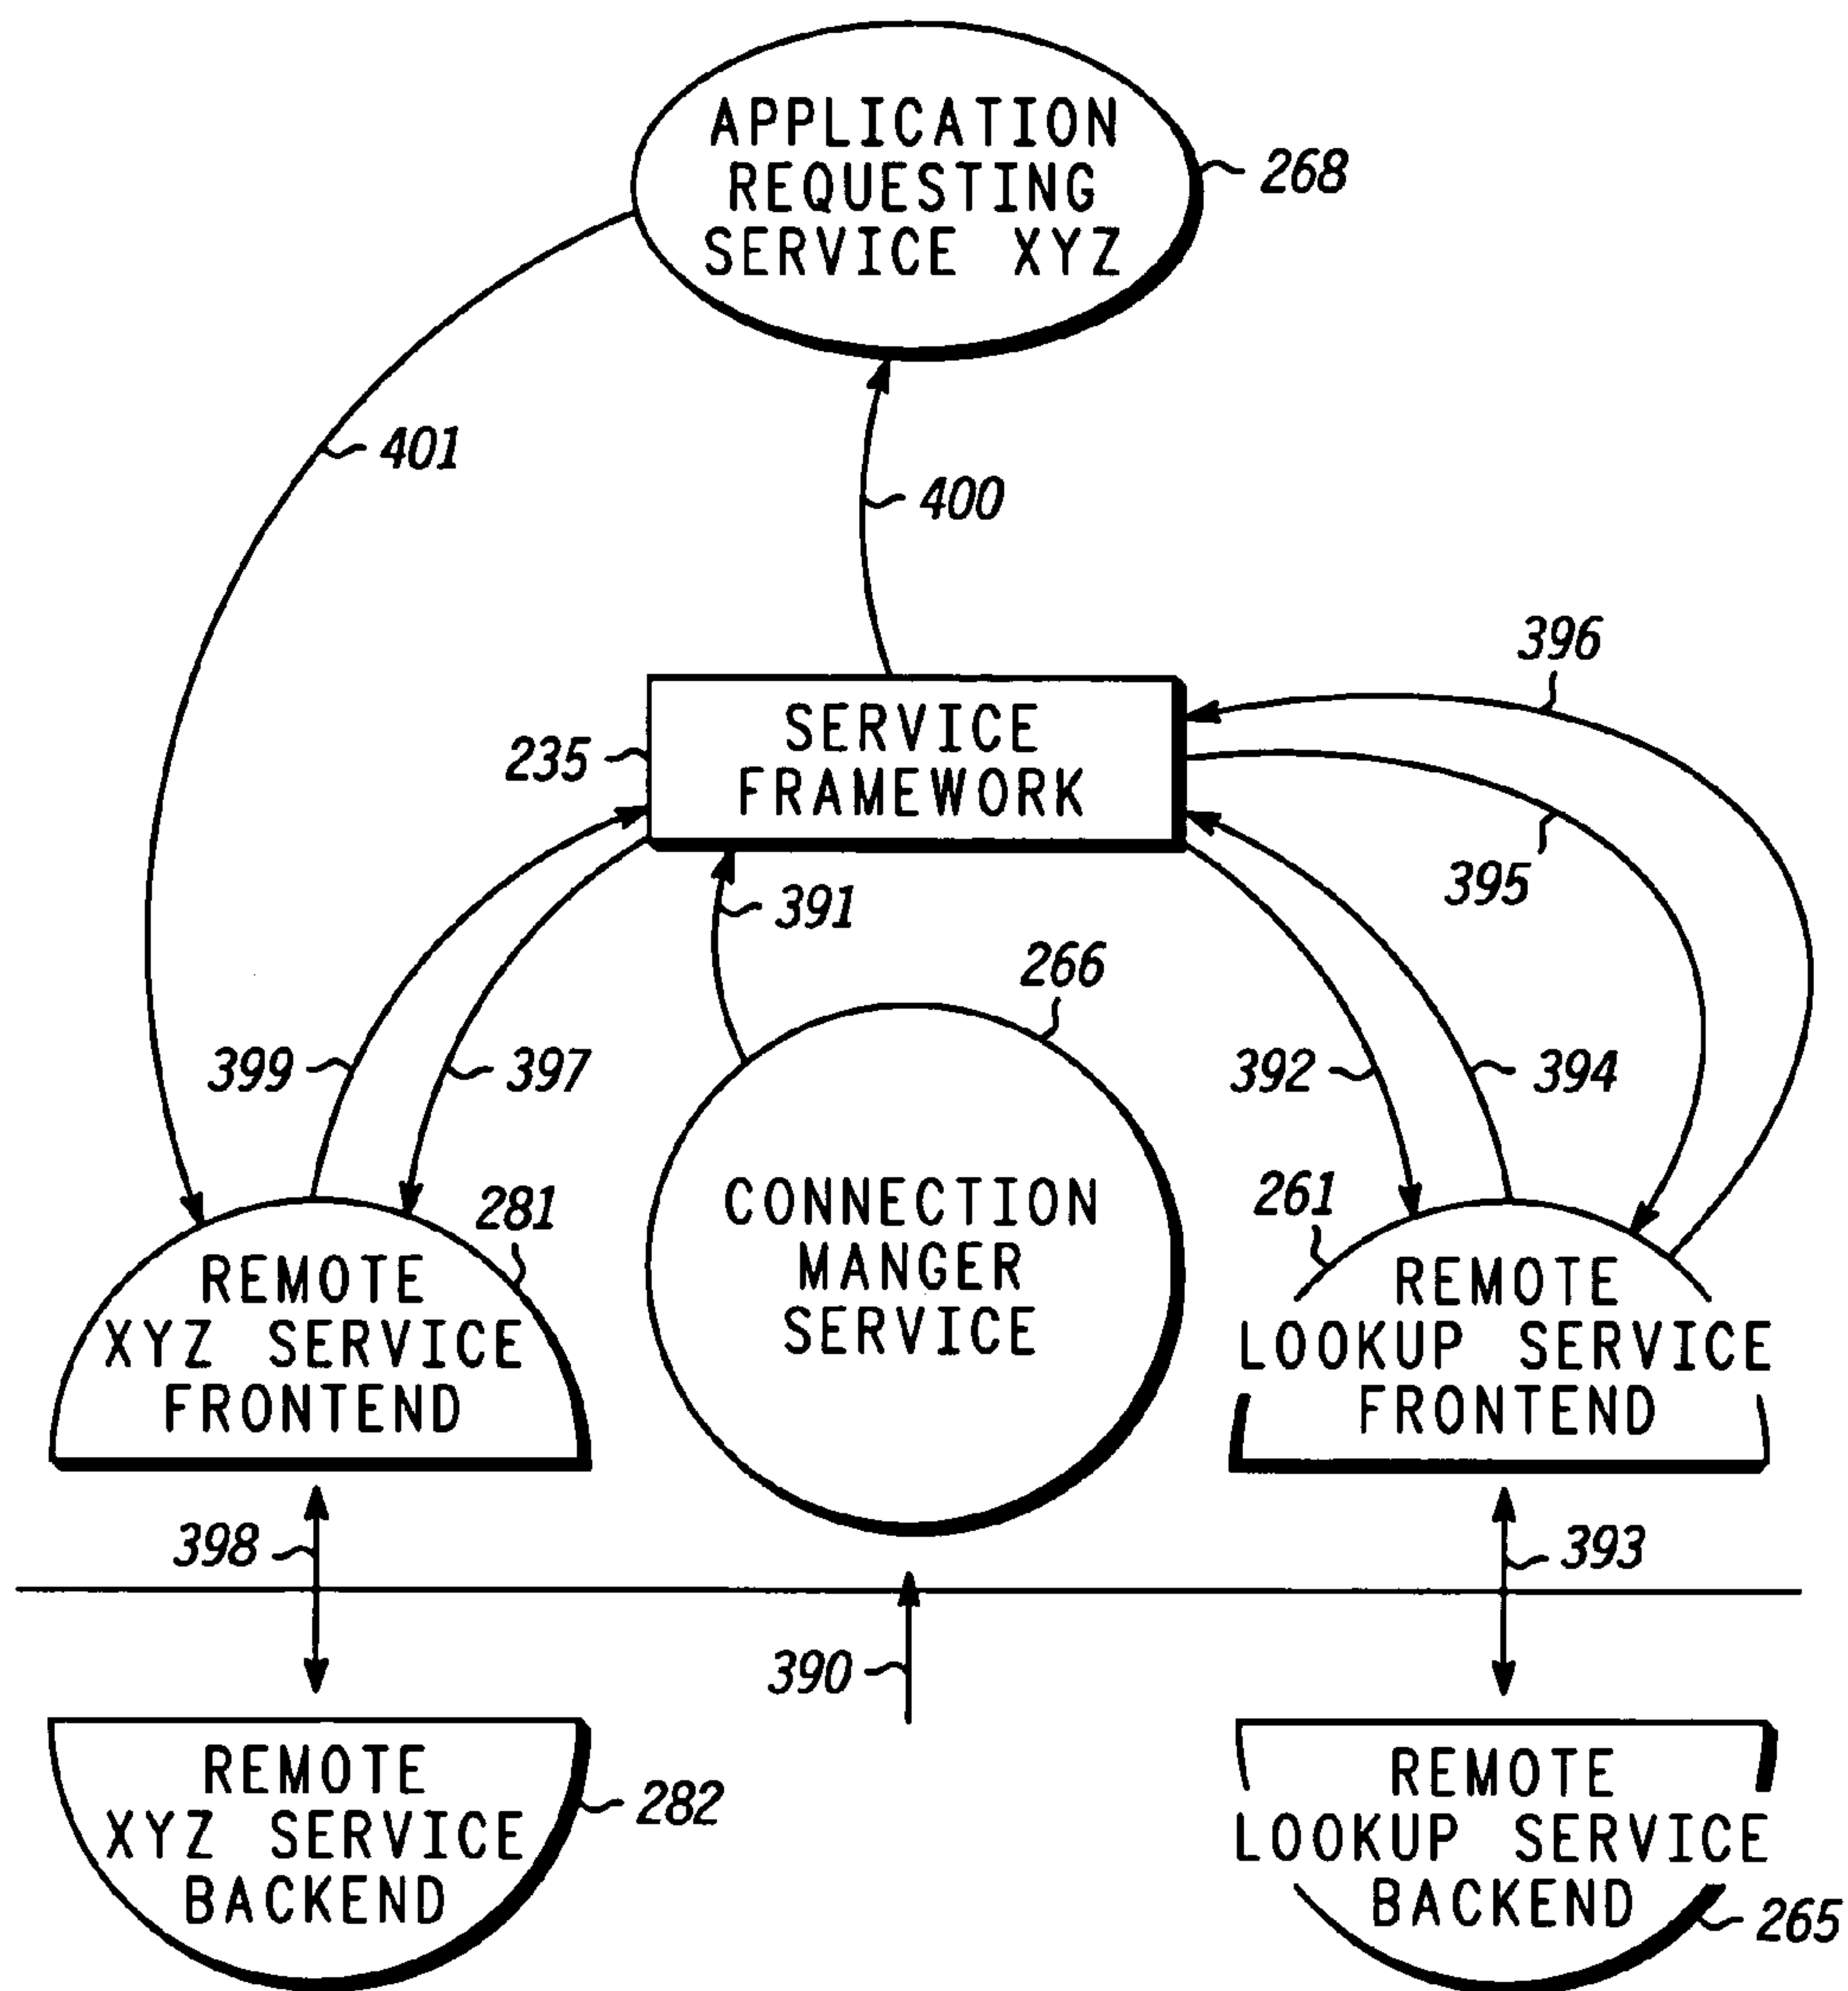 APPLICATION
REQUESTING
SERVICE XYZ
268
401
400
396
SERVICE
FRAMEWORK
235
395
391
266
399
397
392
394
281
261
CONNECTION
MANGER
SERVICE
REMOTE
XYZ SERVICE
FRONTEND
REMOTE
LOOKUP SERVICE
FRONTEND
398
393
390
REMOTE
XYZ SERVICE
BACKEND
282
REMOTE
LOOKUP SERVICE
BACKEND
265